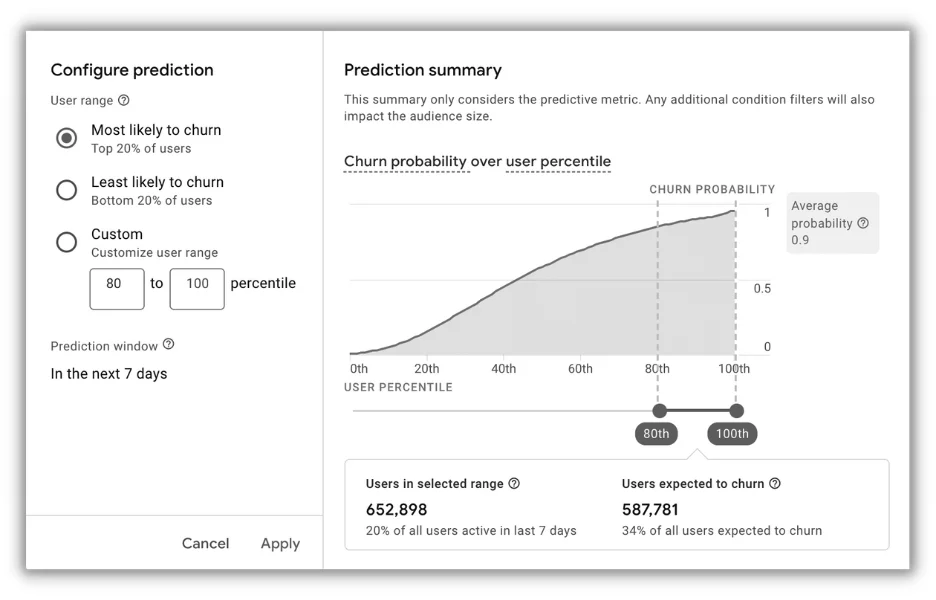 Configure prediction
User range
Most likely to churn
Top 20% of users
Least likely to churn
Bottom 20% of users
Custom
Customize user range
80 to 100 percentile
Prediction window
In the next 7 days
Cancel Apply
Prediction summary
This summary only considers the predictive metric. Any additional condition filters will also
impact the audience size.
Churn probability over user percentile
CHURN PROBABILITY
1
0.5
0
Average
probability
0.9
0th 20th 40th 60th 80th 100th
USER PERCENTILE
80th 100th
Users in selected range
652,898
20% of all users active in last 7 days
Users expected to churn
587,781
34% of all users expected to churn